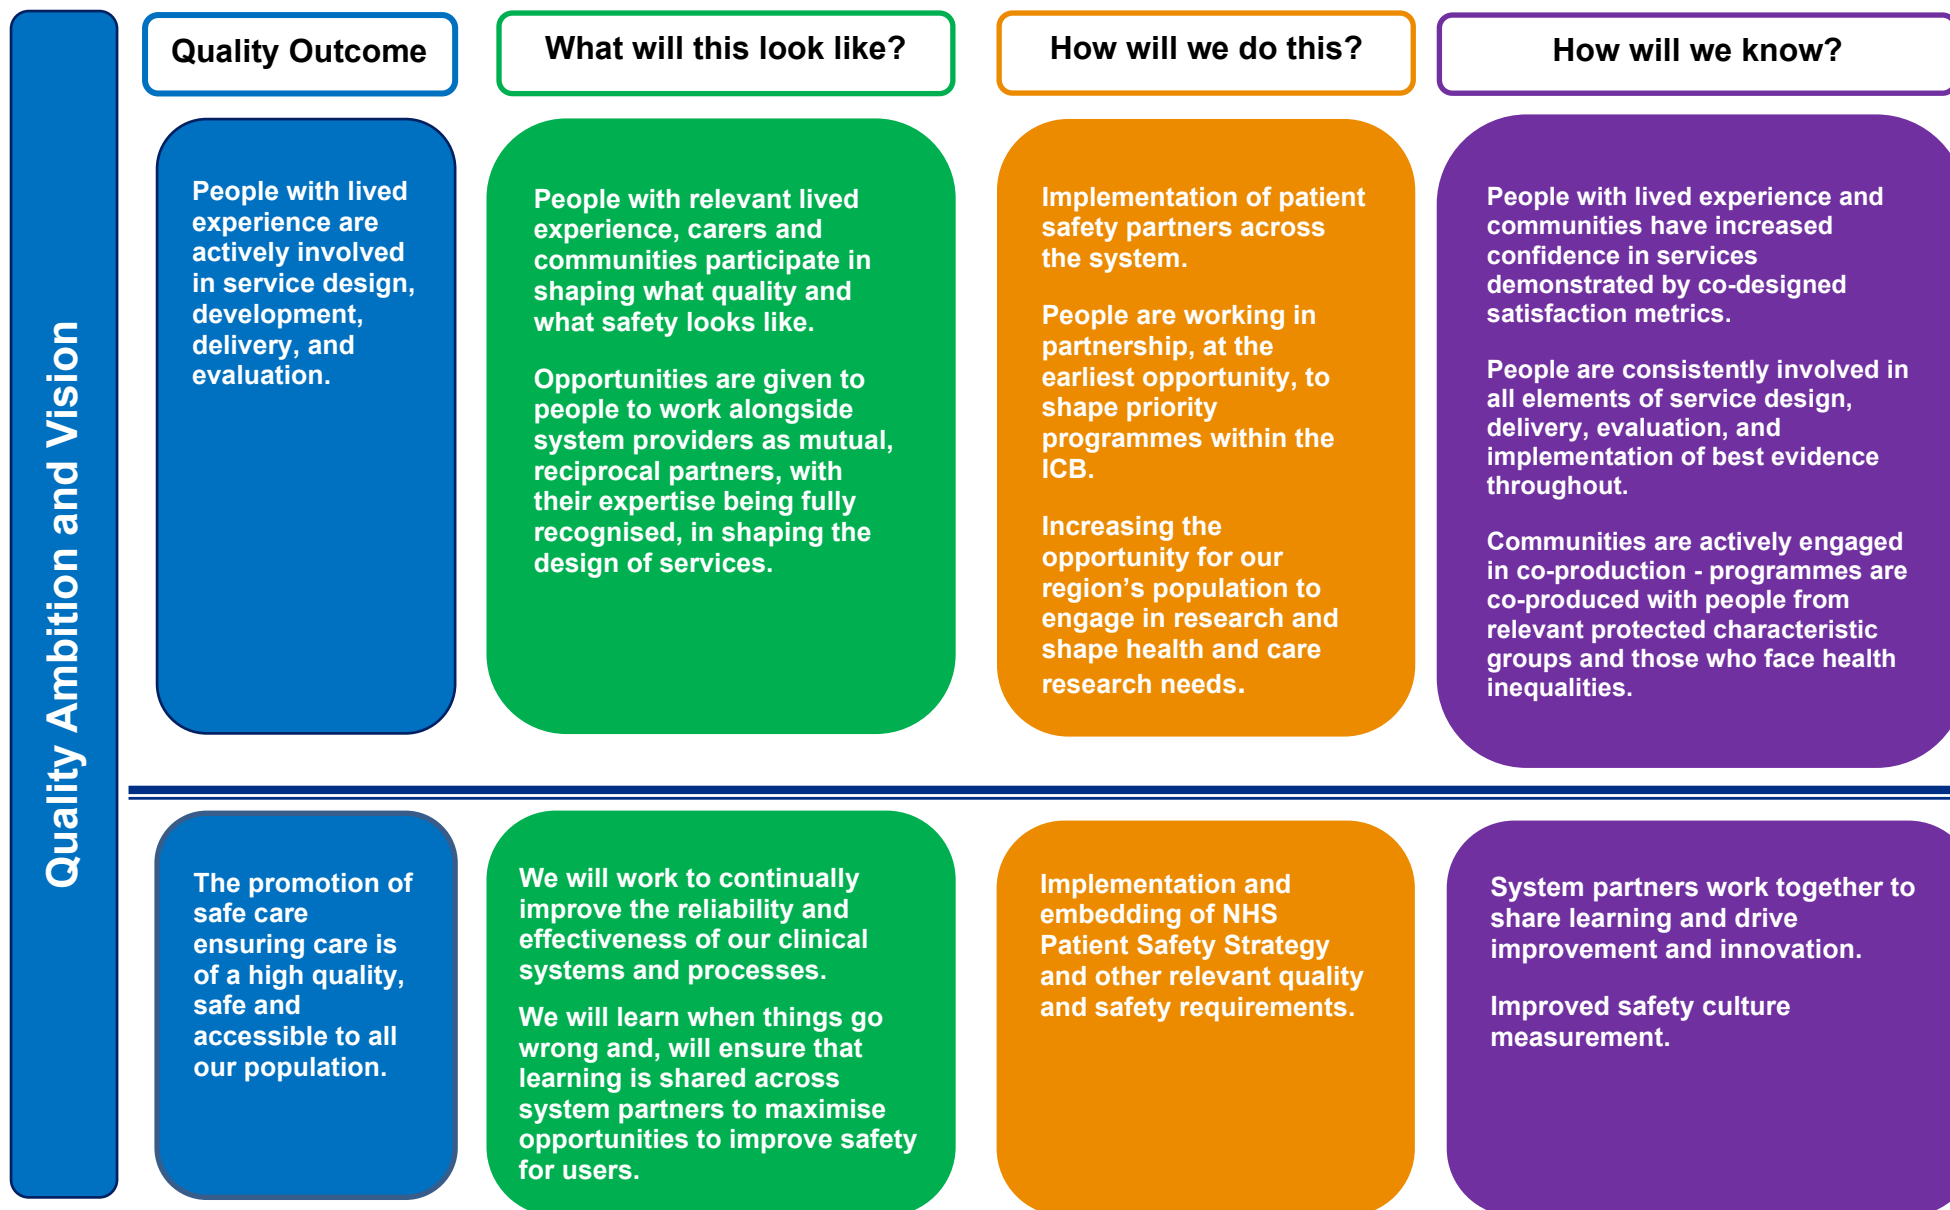 Quality Ambition and Vision
Quality Outcome
What will this look like?
How will we do this?
How will we know?
People with lived
experience are
actively involved
in service design,
development,
delivery, and
evaluation.
People with relevant lived
experience, carers and
communities participate in
shaping what quality and
what safety looks like.
Opportunities are given to
people to work alongside
system providers as mutual,
reciprocal partners, with
their expertise being fully
recognised, in shaping the
design of services.
Implementation of patient
safety partners across
the system.
People are working in
partnership, at the
earliest opportunity, to
shape priority
programmes within the
ICB.
Increasing the
opportunity for our
region’s population to
engage in research and
shape health and care
research needs.
People with lived experience and
communities have increased
confidence in services
demonstrated by co-designed
satisfaction metrics.
People are consistently involved in
all elements of service design,
delivery, evaluation, and
implementation of best evidence
throughout.
Communities are actively engaged
in co-production - programmes are
co-produced with people from
relevant protected characteristic
groups and those who face health
inequalities.
The promotion of
safe care
ensuring care is
of a high quality,
safe and
accessible to all
our population.
We will work to continually
improve the reliability and
effectiveness of our clinical
systems and processes.
We will learn when things go
wrong and, will ensure that
learning is shared across
system partners to maximise
opportunities to improve safety
for users.
Implementation and
embedding of NHS
Patient Safety Strategy
and other relevant quality
and safety requirements.
System partners work together to
share learning and drive
improvement and innovation.
Improved safety culture
measurement.